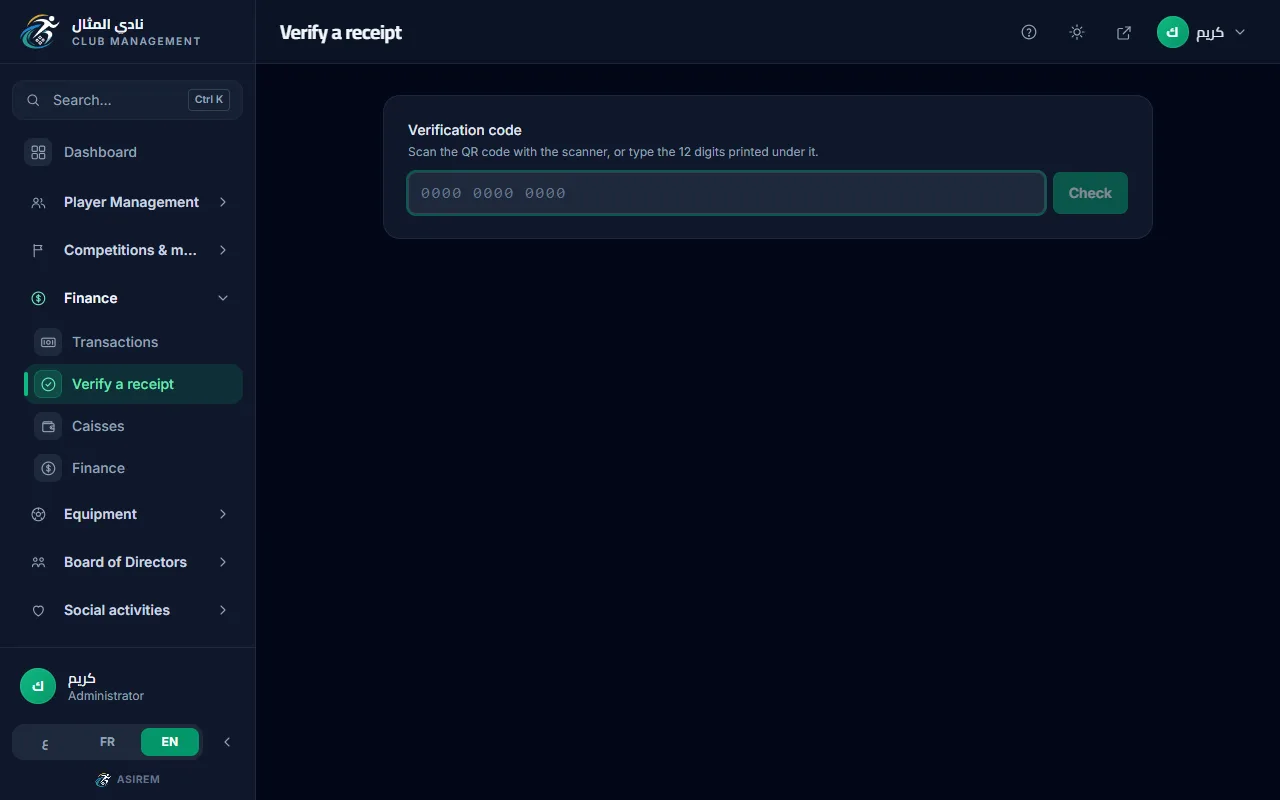 نادي المثال
CLUB MANAGEMENT
Search...
Ctrl K
Dashboard
Player Management
Competitions & m...
Finance
Transactions
Verify a receipt
Caisses
Finance
Equipment
Board of Directors
Social activities
ك
كريم
Administrator
ع
FR
EN
ASIREM
Verify a receipt
ك
كريم
Verification code
Scan the QR code with the scanner, or type the 12 digits printed under it.
0000 0000 0000
Check